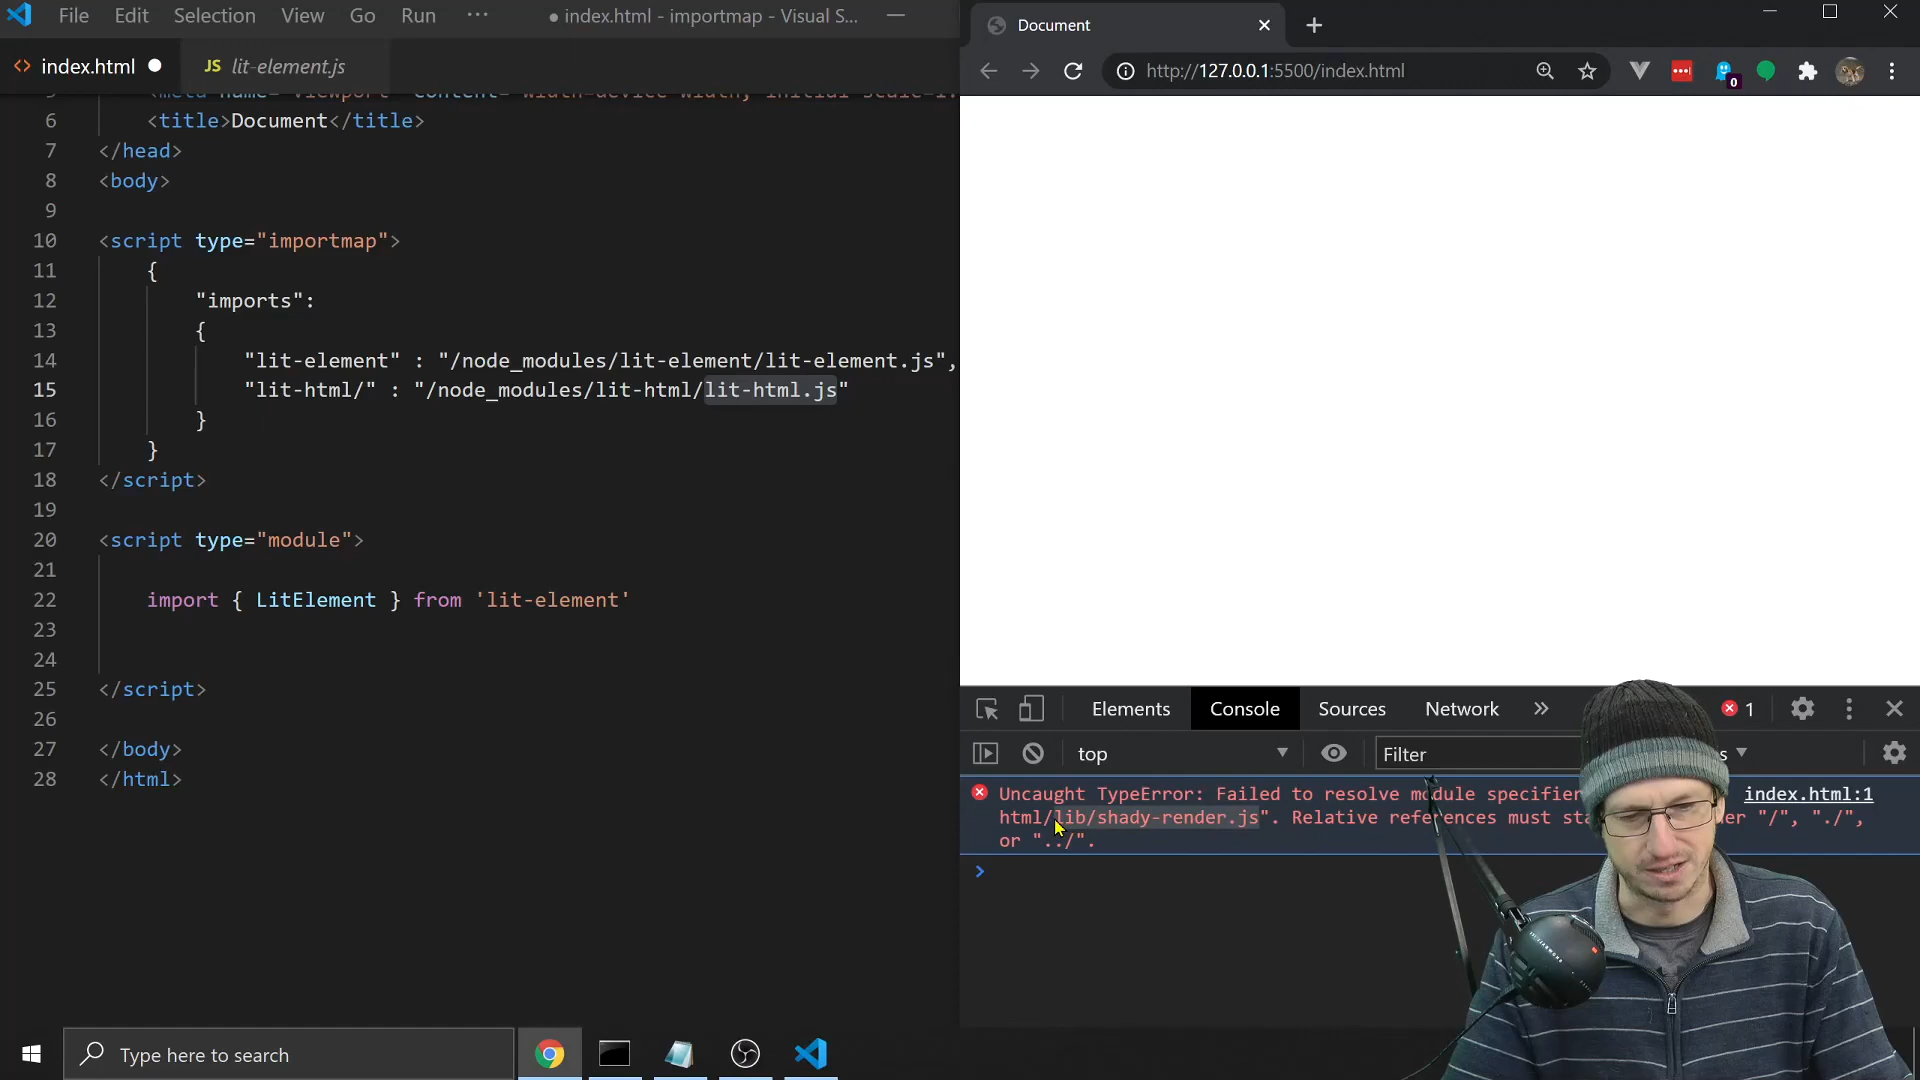 File Edit Selection View Go Run ··· ● index.html - importmap - Visual S...
index.html JS lit-element.js
6 <title>Document</title>
7 </head>
8 <body>
9
10 <script type="importmap">
11 {
12 "imports":
13 {
14 "lit-element" : "/node_modules/lit-element/lit-element.js",
15 "lit-html/" : "/node_modules/lit-html/lit-html.js"
16 }
17 }
18 </script>
19
20 <script type="module">
21
22 import { LitElement } from 'lit-element'
23
24
25 </script>
26
27 </body>
28 </html>
Type here to search
Document
http://127.0.0.1:5500/index.html
0
Elements Console Sources Network » 1
top Filter
Uncaught TypeError: Failed to resolve module specifier index.html:1
html/lib/shady-render.js". Relative references must "/", "./",
or "../".
>